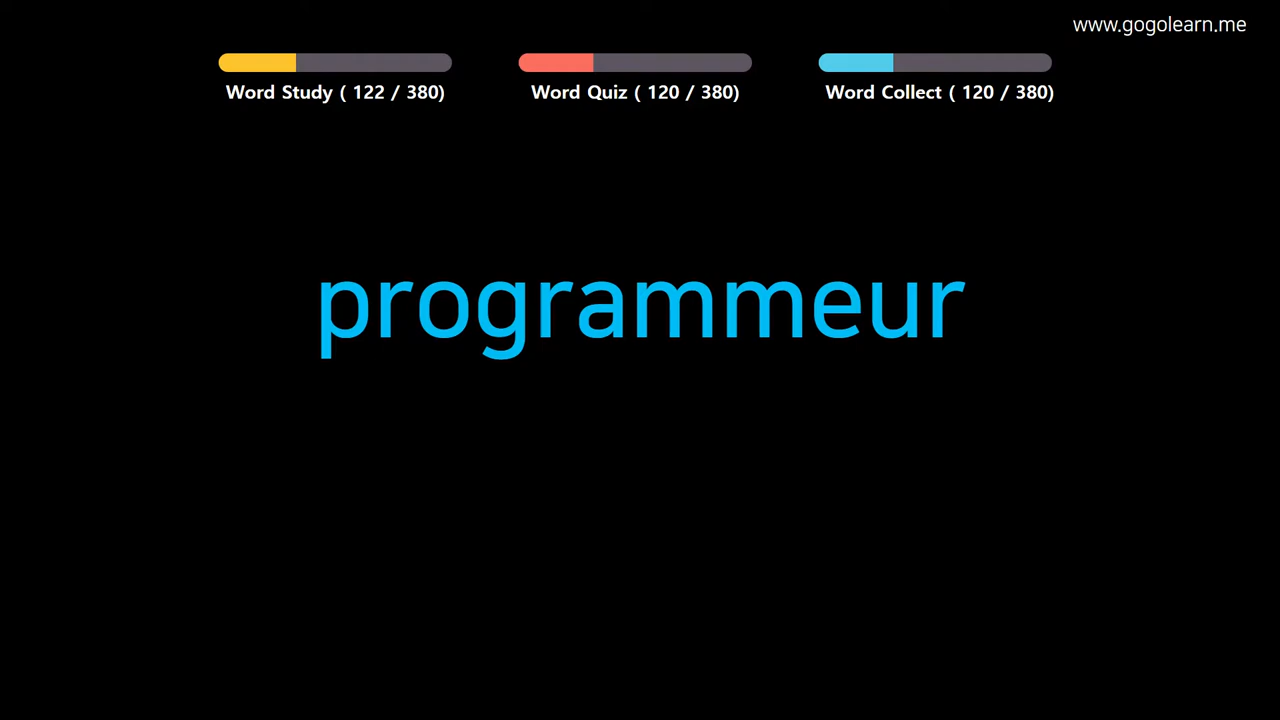 www.gogolearn.me
Word Study ( 122 / 380)
Word Quiz ( 120 / 380)
Word Collect ( 120 / 380)
programmeur